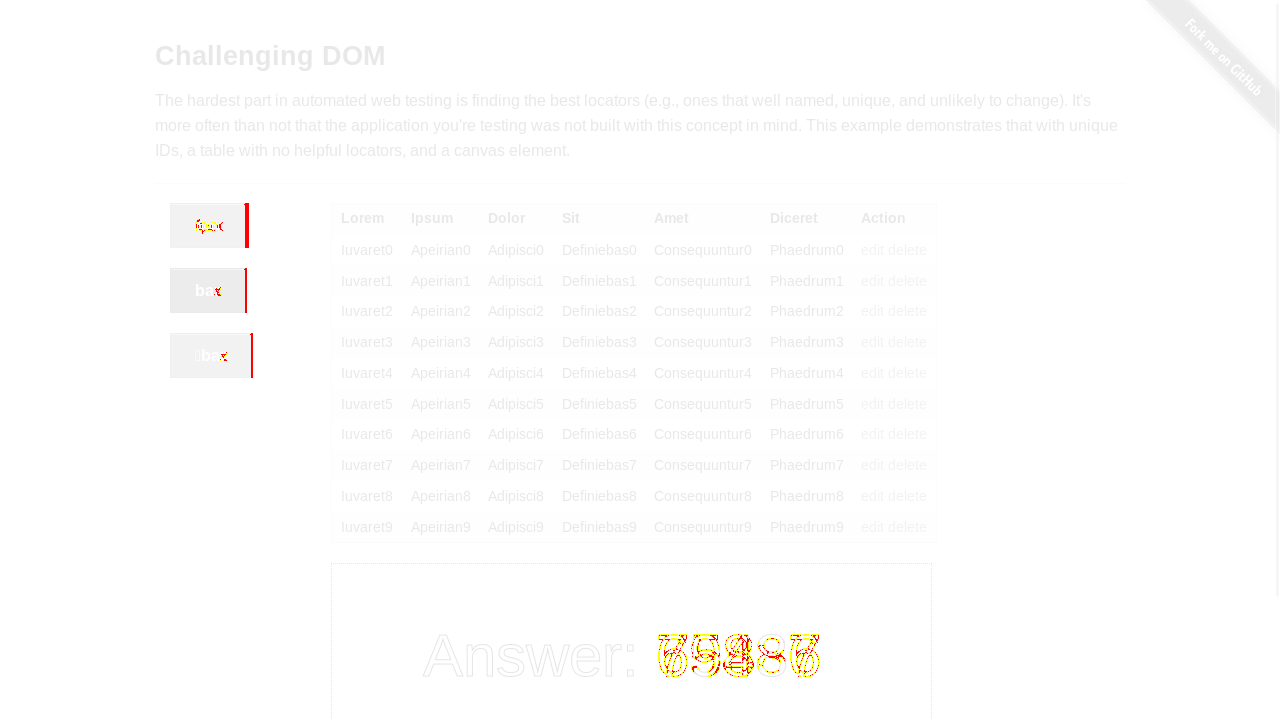 Fork me on GitHub
Challenging DOM
The hardest part in automated web testing is finding the best locators (e.g., ones that well named, unique, and unlikely to change). It's
more often than not that the application you're testing was not built with this concept in mind. This example demonstrates that with unique
IDs, a table with no helpful locators, and a canvas element.
Lorem Ipsum Dolor Sit Amet Diceret Action
Iuvaret0 Apeirian0 Adipisci0 Definiebas0 Consequuntur0 Phaedrum0 edit delete
Iuvaret1 Apeirian1 Adipisci1 Definiebas1 Consequuntur1 Phaedrum1 edit delete
Iuvaret2 Apeirian2 Adipisci2 Definiebas2 Consequuntur2 Phaedrum2 edit delete
Iuvaret3 Apeirian3 Adipisci3 Definiebas3 Consequuntur3 Phaedrum3 edit delete
Iuvaret4 Apeirian4 Adipisci4 Definiebas4 Consequuntur4 Phaedrum4 edit delete
Iuvaret5 Apeirian5 Adipisci5 Definiebas5 Consequuntur5 Phaedrum5 edit delete
Iuvaret6 Apeirian6 Adipisci6 Definiebas6 Consequuntur6 Phaedrum6 edit delete
Iuvaret7 Apeirian7 Adipisci7 Definiebas7 Consequuntur7 Phaedrum7 edit delete
Iuvaret8 Apeirian8 Adipisci8 Definiebas8 Consequuntur8 Phaedrum8 edit delete
Iuvaret9 Apeirian9 Adipisci9 Definiebas9 Consequuntur9 Phaedrum9 edit delete
Answer: